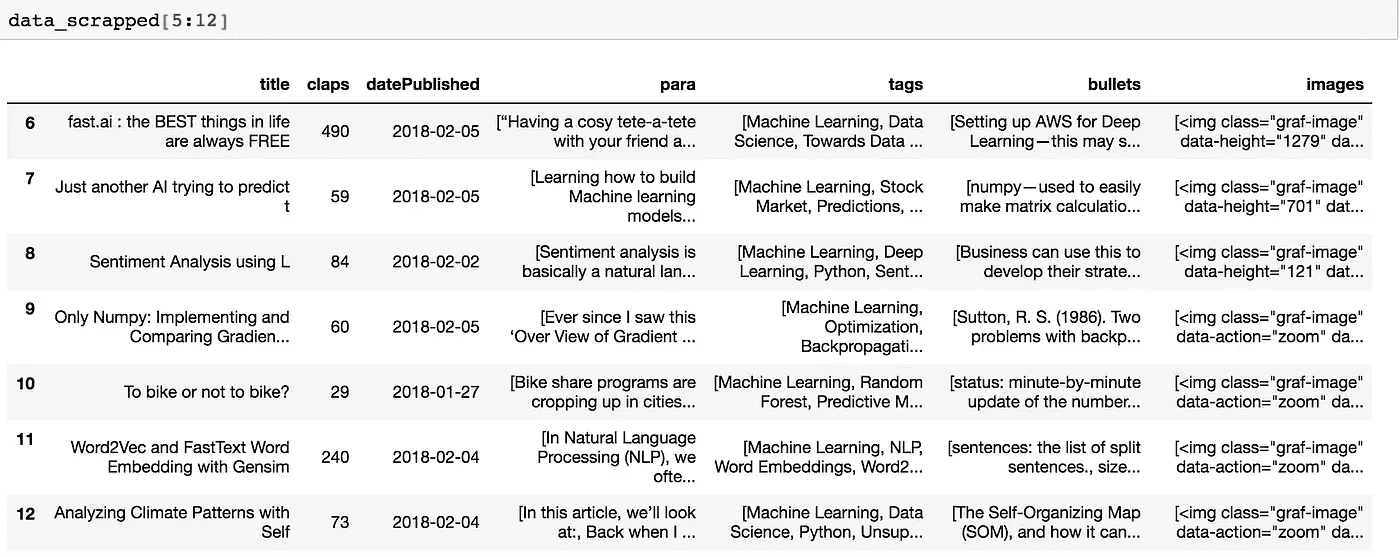 data_scrapped[5:12]
title claps datePublished para tags bullets images
6 fast.ai : the BEST things in life are always FREE 490 2018-02-05 [“Having a cosy tete-a-tete with your friend a... [Machine Learning, Data Science, Towards Data ... [Setting up AWS for Deep Learning—this may s... [<img class="graf-image" data-height="1279" da...
7 Just another AI trying to predict t 59 2018-02-05 [Learning how to build Machine learning models... [Machine Learning, Stock Market, Predictions, ... [numpy—used to easily make matrix calculatio... [<img class="graf-image" data-height="701" dat...
8 Sentiment Analysis using L 84 2018-02-02 [Sentiment analysis is basically a natural lan... [Machine Learning, Deep Learning, Python, Sent... [Business can use this to develop their strate... [<img class="graf-image" data-height="121" dat...
9 Only Numpy: Implementing and Comparing Gradien... 60 2018-02-05 [Ever since I saw this ‘Over View of Gradient ... [Machine Learning, Optimization, Backpropagati... [Sutton, R. S. (1986). Two problems with backp... [<img class="graf-image" data-action="zoom" da...
10 To bike or not to bike? 29 2018-01-27 [Bike share programs are cropping up in cities... [Machine Learning, Random Forest, Predictive M... [status: minute-by-minute update of the number... [<img class="graf-image" data-action="zoom" da...
11 Word2Vec and FastText Word Embedding with Gensim 240 2018-02-04 [In Natural Language Processing (NLP), we ofte... [Machine Learning, NLP, Word Embeddings, Word2... [sentences: the list of split sentences., size... [<img class="graf-image" data-action="zoom" da...
12 Analyzing Climate Patterns with Self 73 2018-02-04 [In this article, we’ll look at:, Back when I ... [Machine Learning, Data Science, Python, Unsup... [The Self-Organizing Map (SOM), and how it can... [<img class="graf-image" data-action="zoom" da...